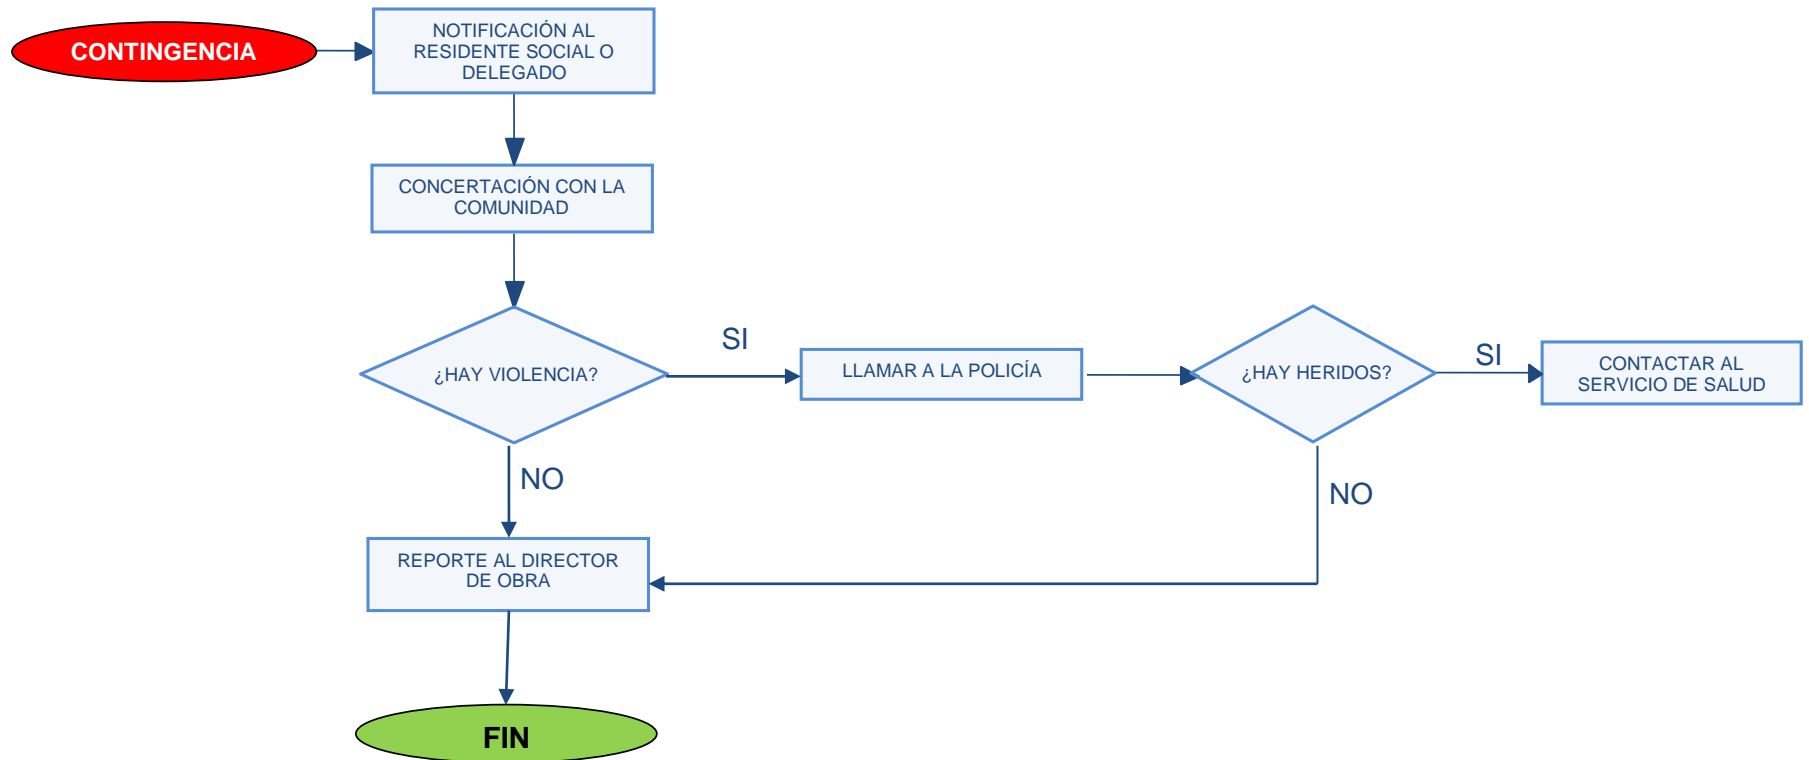 CONTINGENCIA
NOTIFICACIÓN AL
RESIDENTE SOCIAL O
DELEGADO
CONCERTACIÓN CON LA
COMUNIDAD
¿HAY VIOLENCIA?
SI
LLAMAR A LA POLICÍA
¿HAY HERIDOS?
SI
CONTACTAR AL
SERVICIO DE SALUD
NO
NO
REPORTE AL DIRECTOR
DE OBRA
FIN